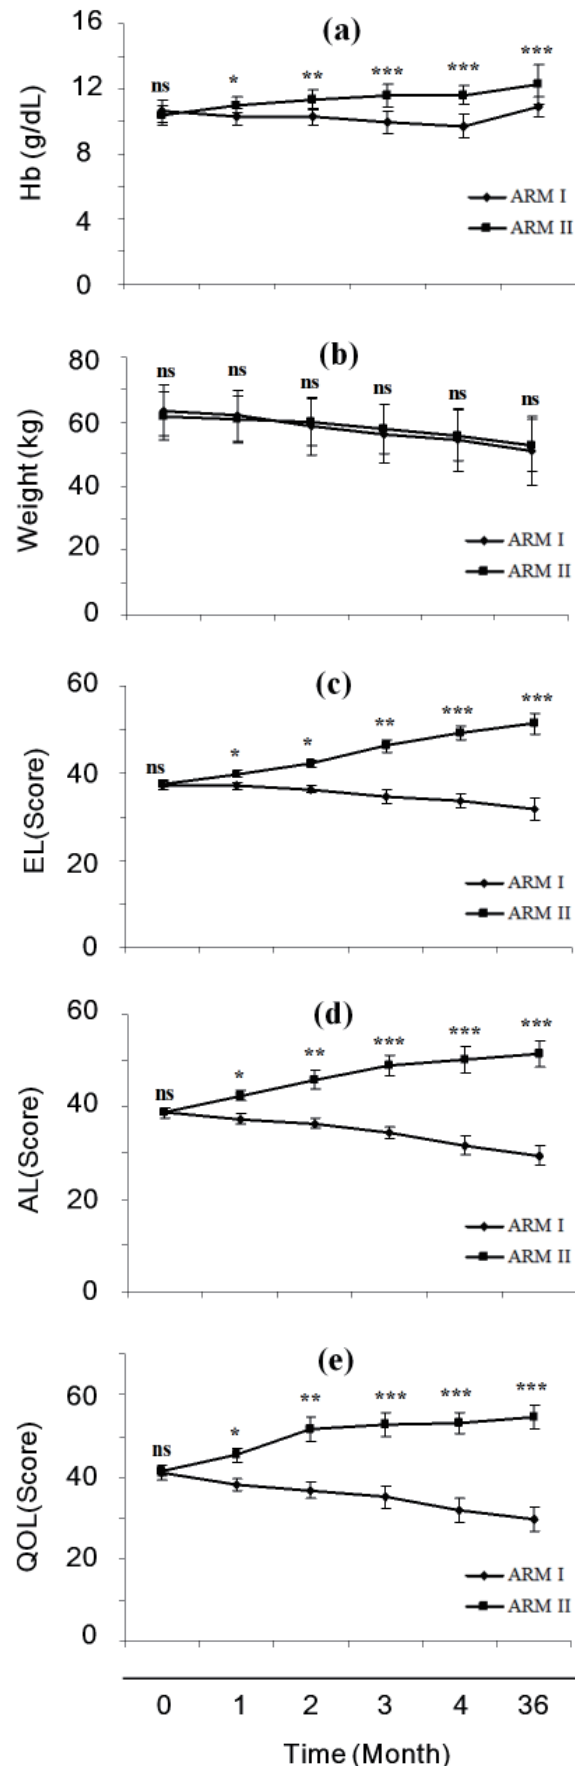 (a)
16
12
8
4
0
Hb (g/dL)
ns * ** *** *** ***
ARM I
ARM II
(b)
80
60
40
20
0
Weight (kg)
ns ns ns ns ns ns
ARM I
ARM II
(c)
60
40
20
0
EL(Score)
ns * * ** *** ***
ARM I
ARM II
(d)
60
40
20
0
AL(Score)
ns * ** *** *** ***
ARM I
ARM II
(e)
60
40
20
0
QOL(Score)
ns * ** *** *** ***
ARM I
ARM II
0 1 2 3 4 36
Time (Month)